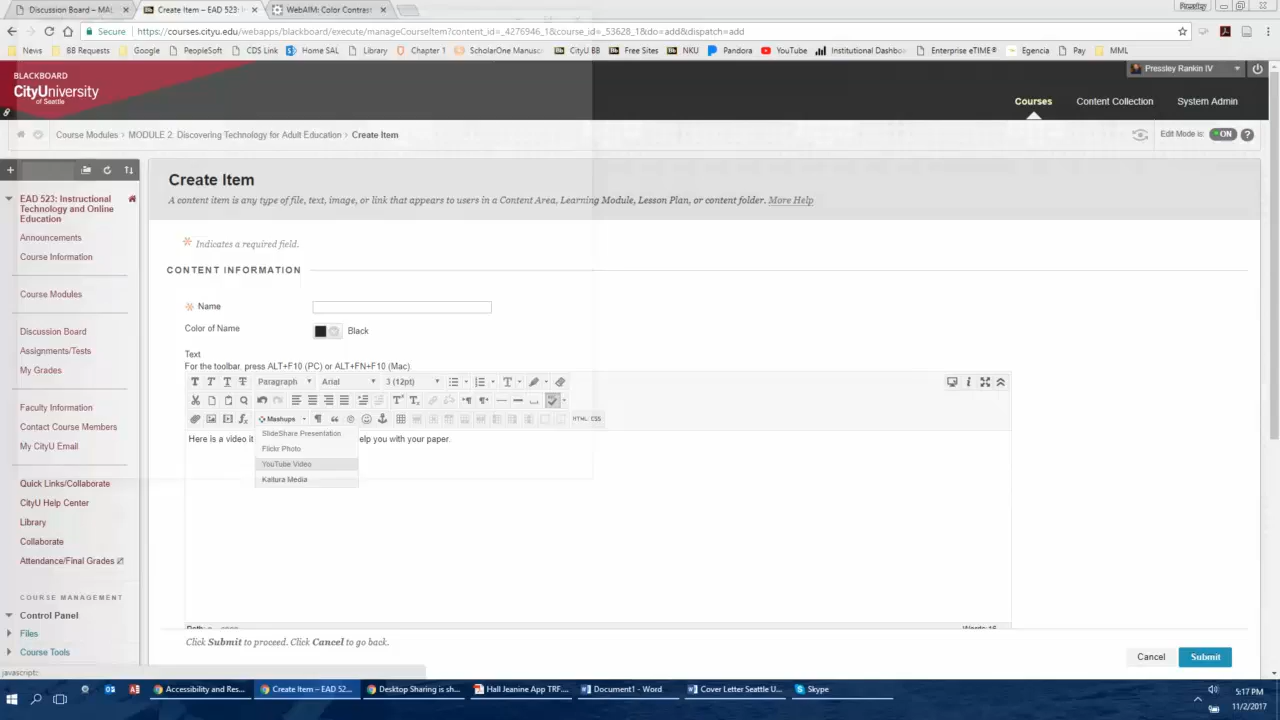 Discussion Board – MAL
Create Item – EAD 523: In
WebAIM: Color Contrast
Pressley
Secure
https://courses.cityu.edu/webapps/blackboard/execute/manageCourseItem?content_id=_4276946_1&course_id=_53628_1&do=add&dispatch=add
News
BB Requests
Google
PeopleSoft
CDS Link
Home SAL
Library
Chapter 1
ScholarOne Manusc
CityU BB
Free Sites
NKU
Pandora
YouTube
Institutional Dashbo
Enterprise eTIME®
Egencia
Pay
MML
BLACKBOARD
CityUniversity
of Seattle
Pressley Rankin IV
Courses
Content Collection
System Admin
Course Modules > MODULE 2: Discovering Technology for Adult Education > Create Item
Edit Mode is:
ON
?
EAD 523: Instructional
Technology and Online
Education
Announcements
Course Information
Course Modules
Discussion Board
Assignments/Tests
My Grades
Faculty Information
Contact Course Members
My CityU Email
Quick Links/Collaborate
CityU Help Center
Library
Collaborate
Attendance/Final Grades
COURSE MANAGEMENT
Control Panel
Files
Course Tools
javascript:
Create Item
A content item is any type of file, text, image, or link that appears to users in a Content Area, Learning Module, Lesson Plan, or content folder. More Help
Indicates a required field.
CONTENT INFORMATION
Name
Color of Name
Black
Text
For the toolbar, press ALT+F10 (PC) or ALT+FN+F10 (Mac).
T T T T Paragraph Arial 3 (12pt)
Mashups
HTML CSS
Here is a video it
elp you with your paper.
SlideShare Presentation
Flickr Photo
YouTube Video
Kaltura Media
Click Submit to proceed. Click Cancel to go back.
Cancel
Submit
Accessibility and Res...
Create Item – EAD 52...
Desktop Sharing is sh...
Hall Jeanine App TRF....
Document1 - Word
Cover Letter Seattle U...
Skype
5:17 PM
11/2/2017